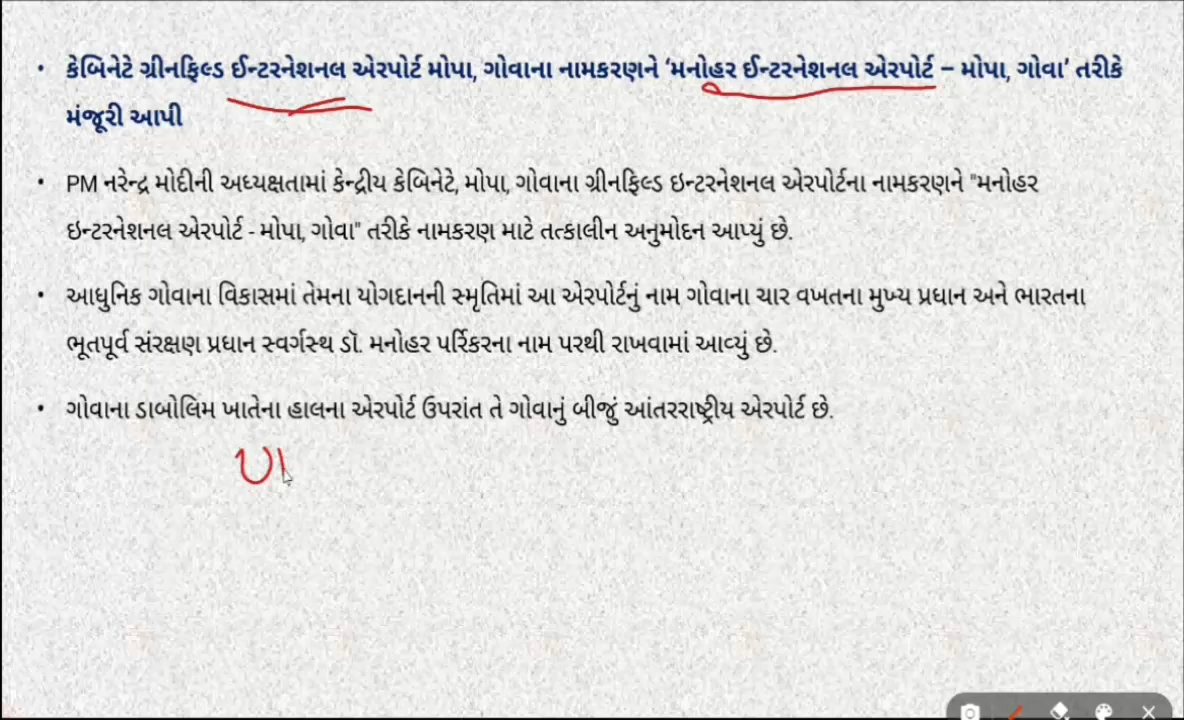 • કેબિનેટે ગ્રીનફિલ્ડ ઈન્ટરનેશનલ એરપોર્ટ મોપા, ગોવાના નામકરણને ‘મનોહર ઈન્ટરનેશનલ એરપોર્ટ – મોપા, ગોવા’ તરીકે
મંજૂરી આપી
• PM નરેન્દ્ર મોદીની અધ્યક્ષતામાં કેન્દ્રીય કેબિનેટે, મોપા, ગોવાના ગ્રીનફિલ્ડ ઇન્ટરનેશનલ એરપોર્ટના નામકરણને "મનોહર
ઇન્ટરનેશનલ એરપોર્ટ - મોપા, ગોવા" તરીકે નામકરણ માટે તત્કાલીન અનુમોદન આપ્યું છે.
• આધુનિક ગોવાના વિકાસમાં તેમના યોગદાનની સ્મૃતિમાં આ એરપોર્ટનું નામ ગોવાના ચાર વખતના મુખ્ય પ્રધાન અને ભારતના
ભૂતપૂર્વ સંરક્ષણ પ્રધાન સ્વર્ગસ્થ ડૉ. મનોહર પર્રિકરના નામ પરથી રાખવામાં આવ્યું છે.
• ગોવાના ડાબોલિમ ખાતેના હાલના એરપોર્ટ ઉપરાંત તે ગોવાનું બીજું આંતરરાષ્ટ્રીય એરપોર્ટ છે.